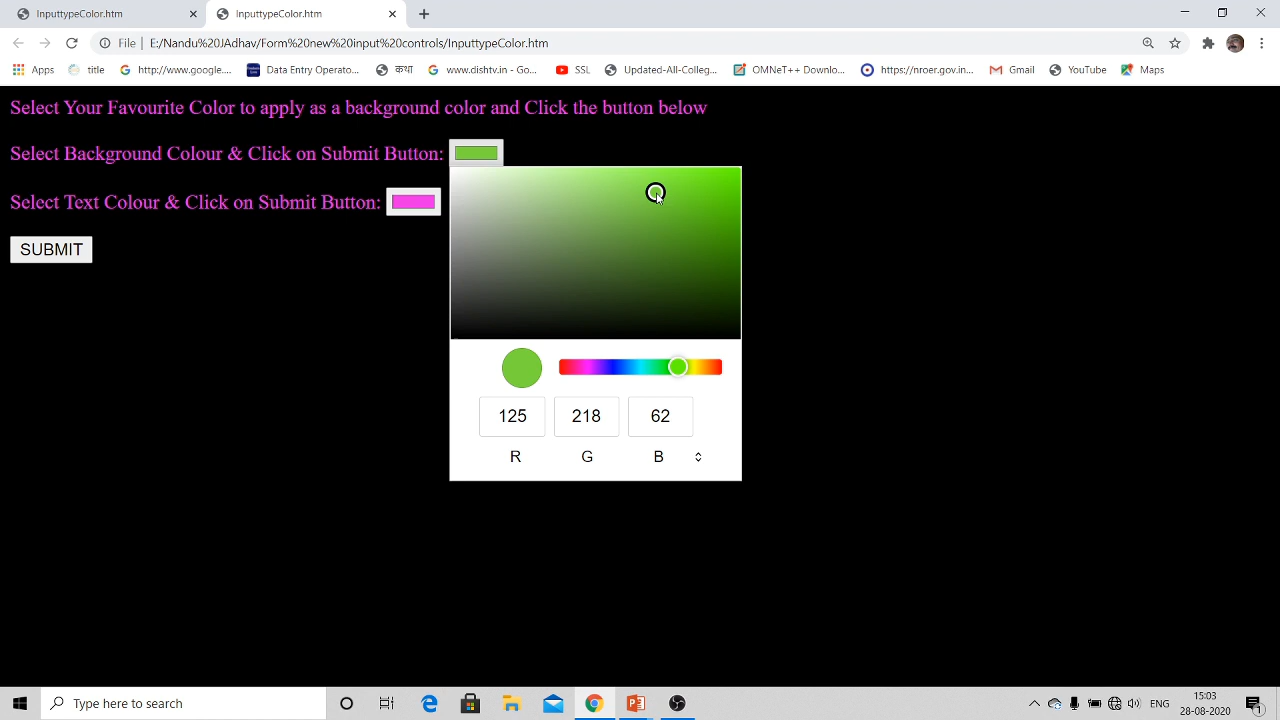 InputtypeColor.htm
InputtypeColor.htm
File
E:/Nandu%20JAdhav/Form%20new%20input%20controls/InputtypeColor.htm
Apps
title
http://www.google....
Data Entry Operato...
कथा
www.dishtv.in - Go...
SSL
Updated-All-Deg...
OMNeT++ Downlo...
https://nroer.gov.i...
Gmail
YouTube
Maps
Select Your Favourite Color to apply as a background color and Click the button below
Select Background Colour & Click on Submit Button:
Select Text Colour & Click on Submit Button:
SUBMIT
125 218 62
R G B
Type here to search
ENG
15:03
28-08-2020
1